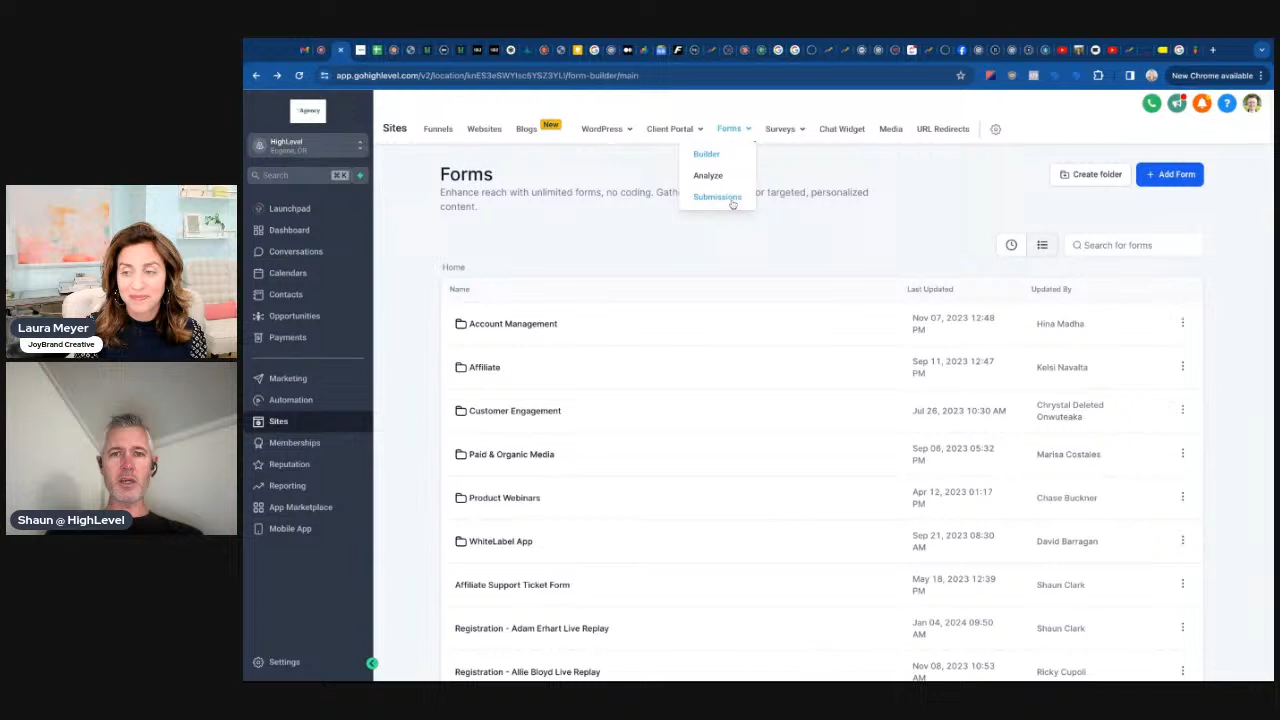 app.gohighlevel.com/v2/location/knES3eSWYIsc6YSZ3YLl/form-builder/main
New Chrome available
Agency
HighLevel
Eugene, OR
Search
⌘K
Launchpad
Dashboard
Conversations
Calendars
Contacts
Opportunities
Payments
Marketing
Automation
Sites
Memberships
Reputation
Reporting
App Marketplace
Mobile App
Settings
Sites
Funnels
Websites
Blogs
New
WordPress
Client Portal
Forms
Surveys
Chat Widget
Media
URL Redirects
Builder
Analyze
Submissions
Forms
Enhance reach with unlimited forms, no coding. Gath or targeted, personalized
content.
Create folder
+ Add Form
Search for forms
Home
Name Last Updated Updated By
Account Management Nov 07, 2023 12:48 PM Hina Madha
Affiliate Sep 11, 2023 12:47 PM Kelsi Navalta
Customer Engagement Jul 26, 2023 10:30 AM Chrystal Deleted Onwuteaka
Paid & Organic Media Sep 06, 2023 05:32 PM Marisa Costales
Product Webinars Apr 12, 2023 01:17 PM Chase Buckner
WhiteLabel App Sep 21, 2023 08:30 AM David Barragan
Affiliate Support Ticket Form May 18, 2023 12:39 PM Shaun Clark
Registration - Adam Erhart Live Replay Jan 04, 2024 09:50 AM Shaun Clark
Registration - Allie Bloyd Live Replay Nov 08, 2023 10:53 AM Ricky Cupoli
Laura Meyer
JoyBrand Creative
Shaun @ HighLevel